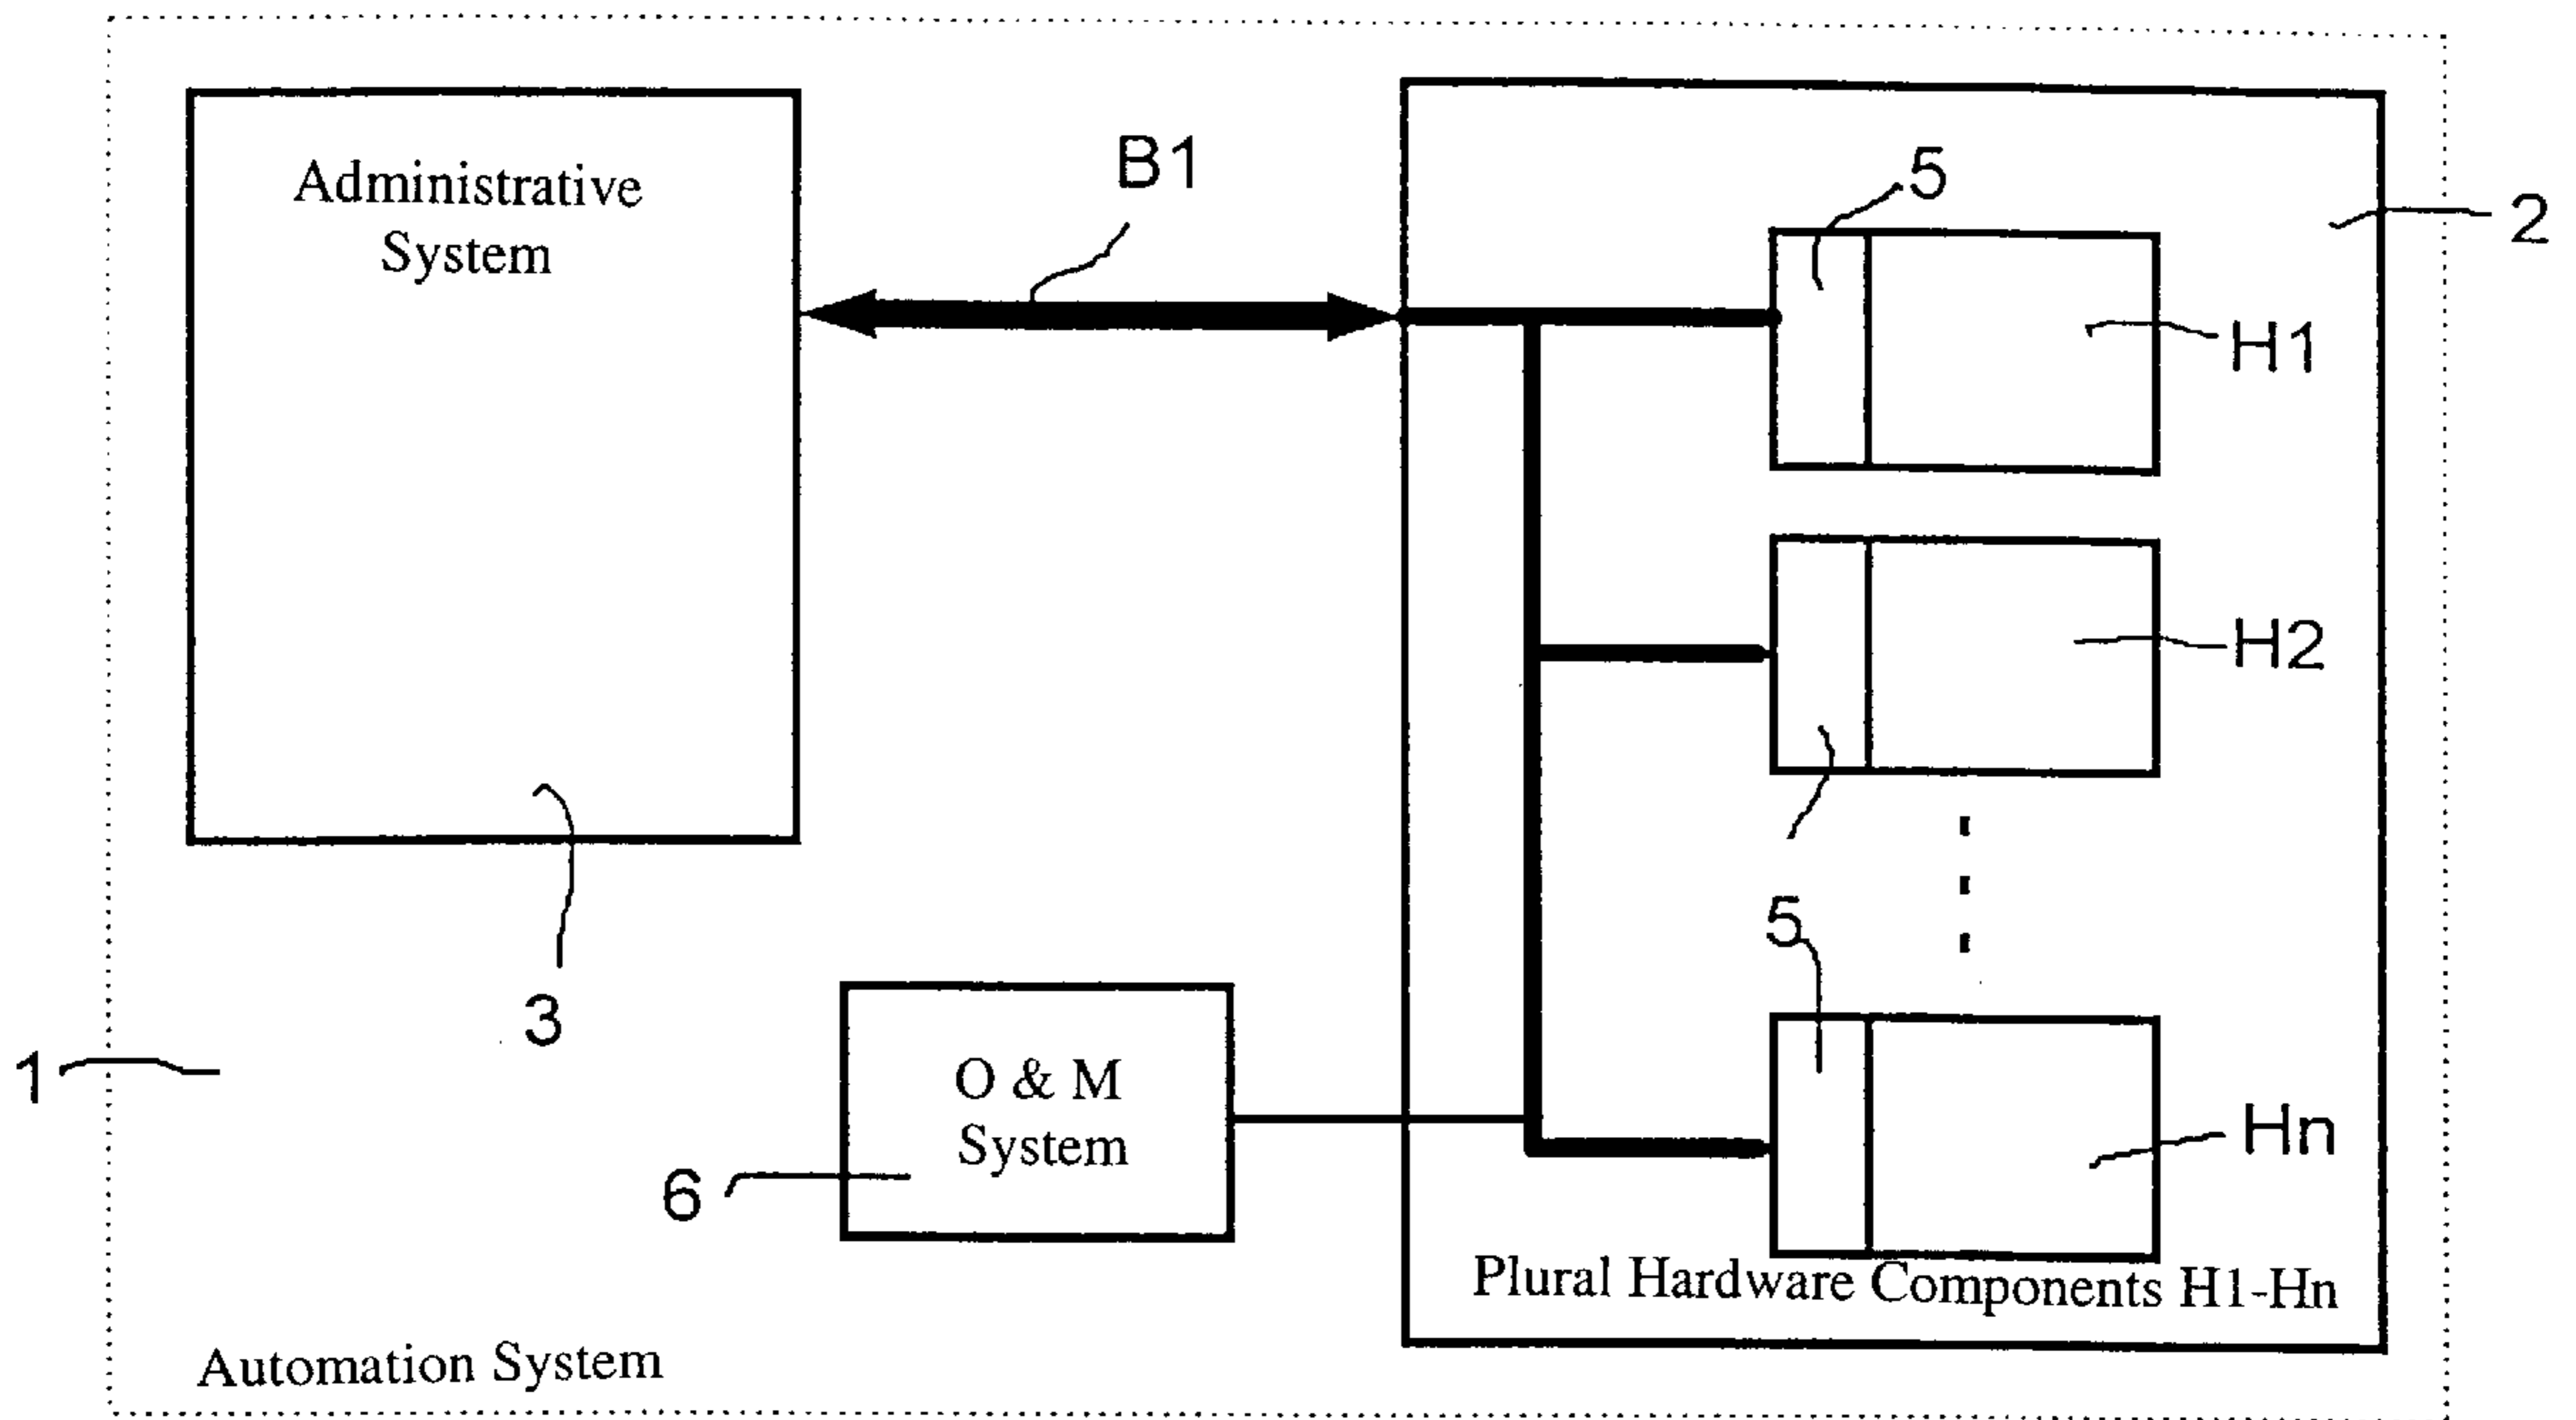 Administrative
System
B1
5
2
H1
H2
5
3
1
O & M
System
6
Hn
Plural Hardware Components H1-Hn
Automation System